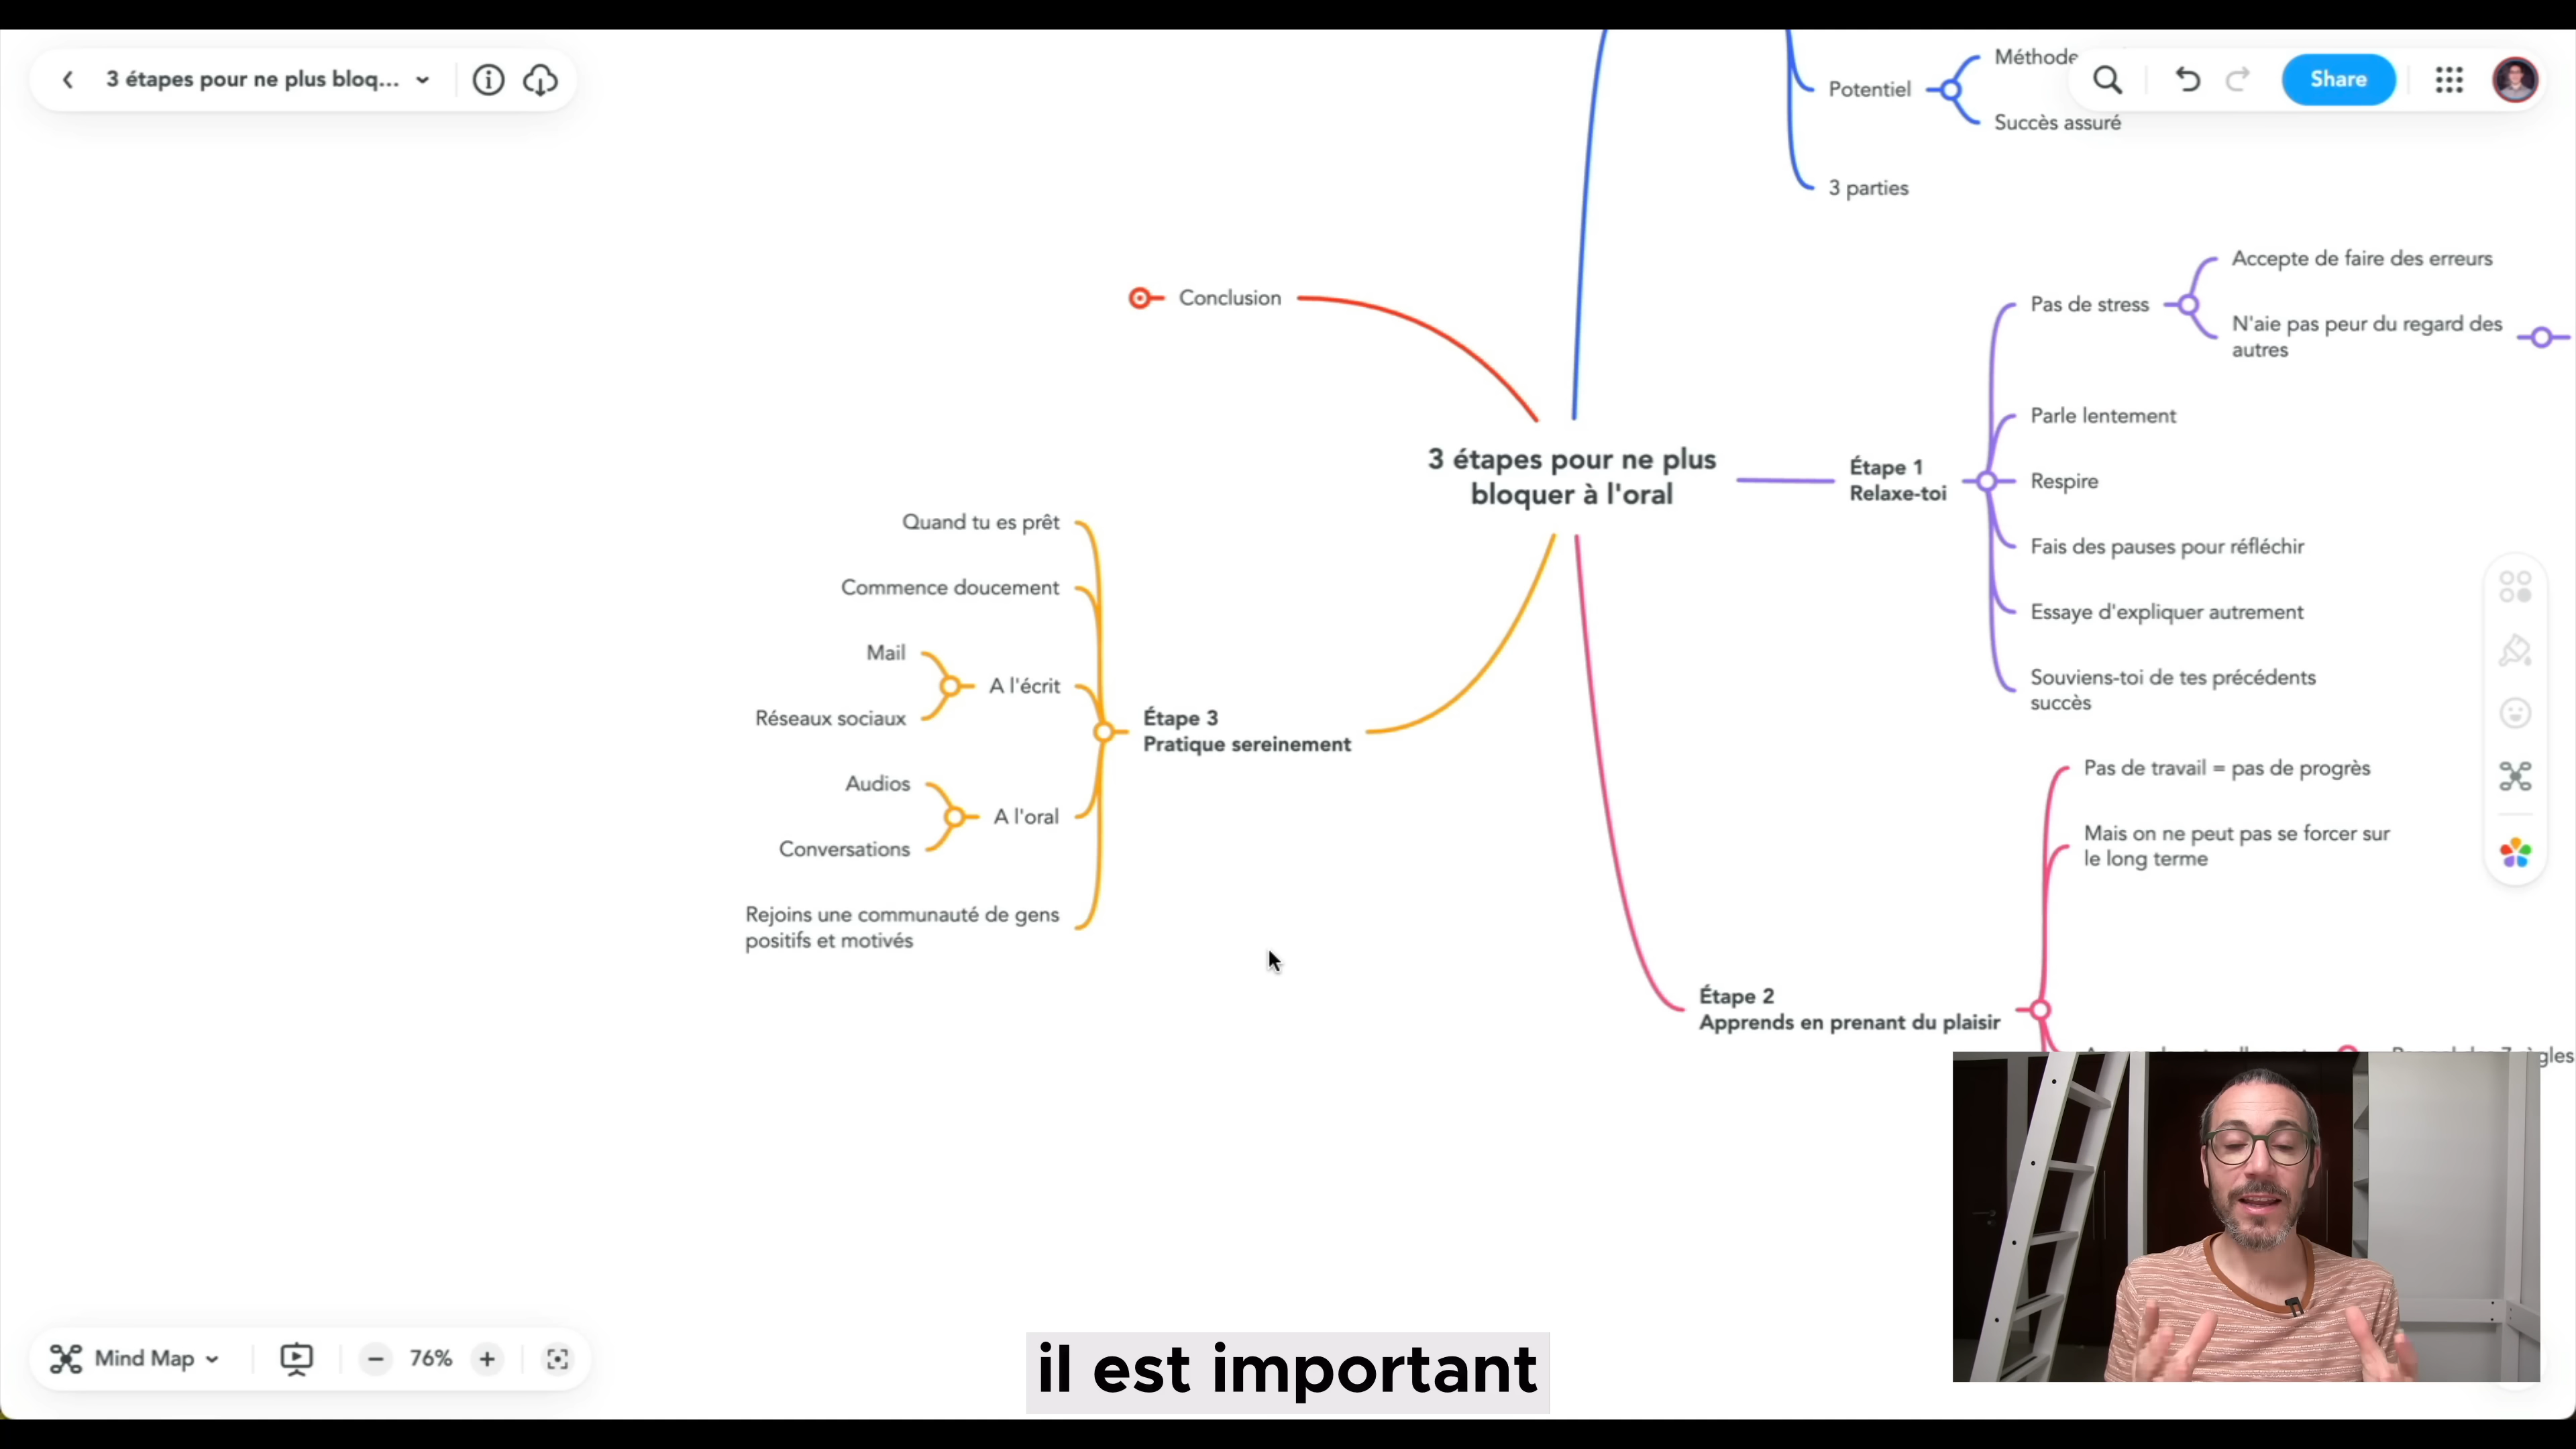 3 étapes pour ne plus bloq...
Share
Méthode
Potentiel
Succès assuré
3 parties
Conclusion
3 étapes pour ne plus
bloquer à l'oral
Étape 1
Relaxe-toi
Pas de stress
Accepte de faire des erreurs
N'aie pas peur du regard des
autres
Parle lentement
Respire
Fais des pauses pour réfléchir
Essaye d'expliquer autrement
Souviens-toi de tes précédents
succès
Quand tu es prêt
Commence doucement
Mail
A l'écrit
Réseaux sociaux
Étape 3
Pratique sereinement
Audios
A l'oral
Conversations
Rejoins une communauté de gens
positifs et motivés
Pas de travail = pas de progrès
Mais on ne peut pas se forcer sur
le long terme
Étape 2
Apprends en prenant du plaisir
Mind Map
76%
il est important